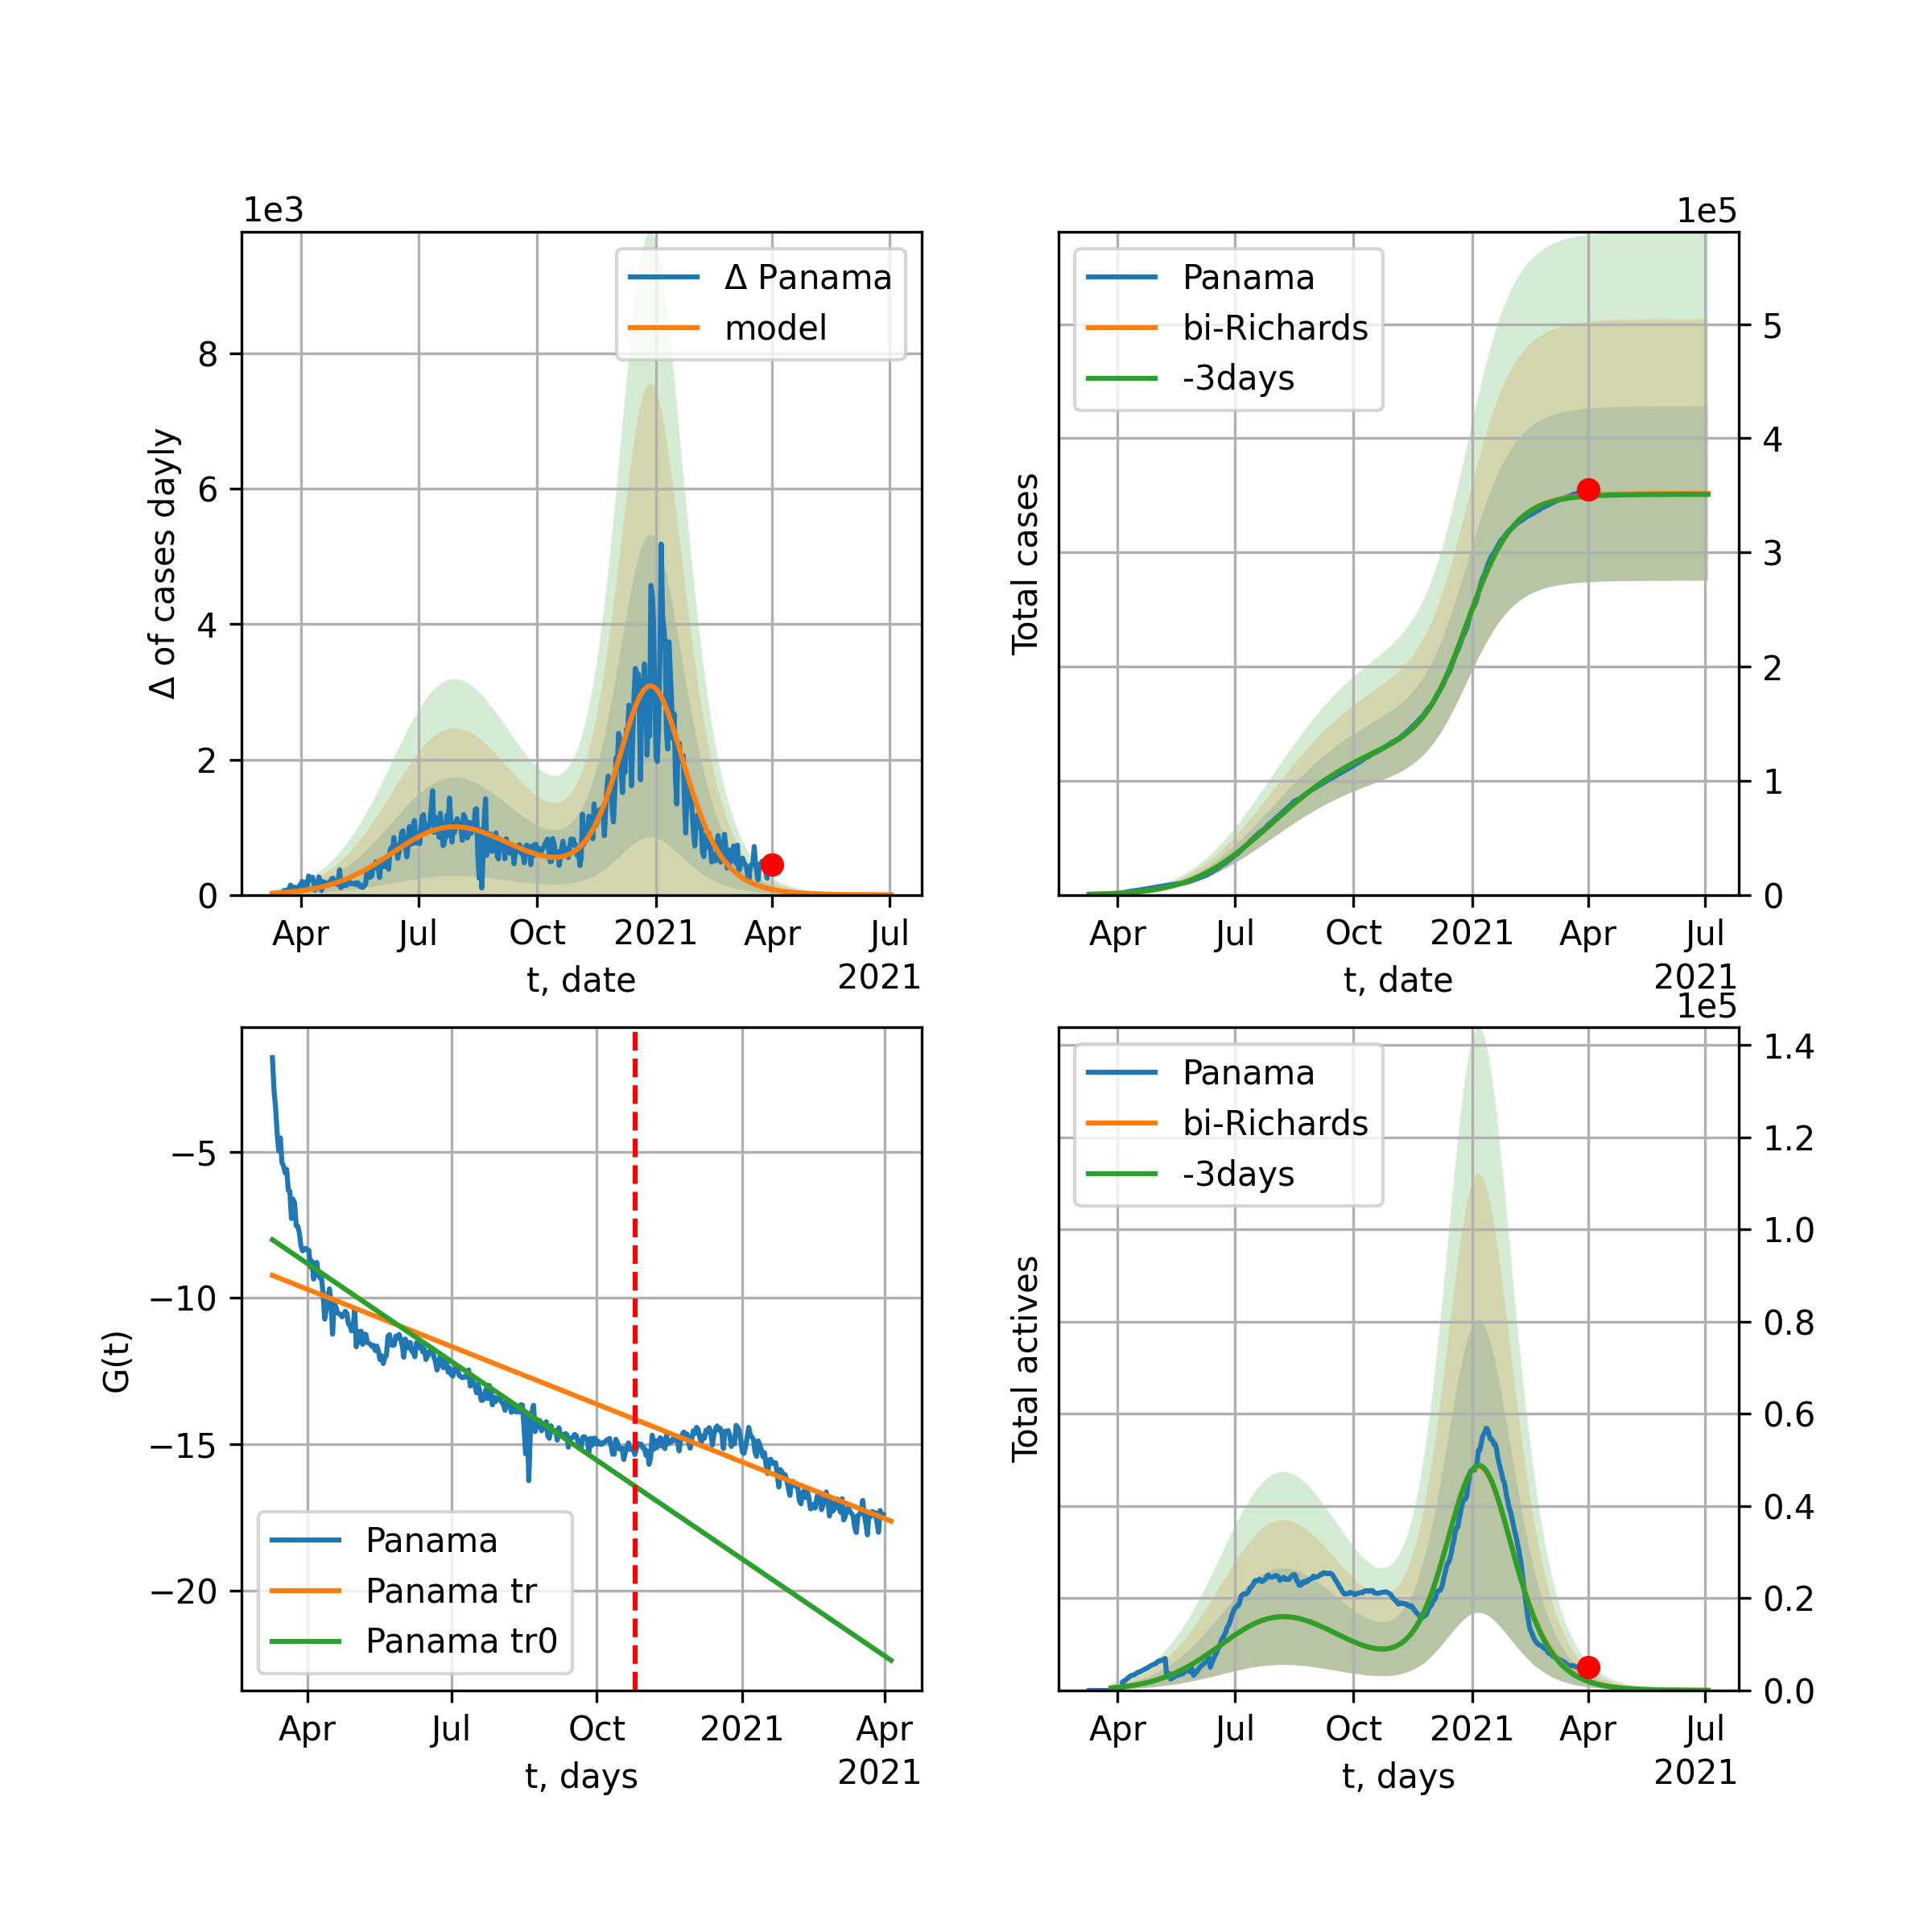 1e3
Δ of cases dayly
8
6
4
2
0
Δ Panama
model
Apr Jul Oct 2021 Apr Jul
2021
t, date
1e5
Total cases
Panama
bi-Richards
-3days
5
4
3
2
1
0
Apr Jul Oct 2021 Apr Jul
2021
t, date
G(t)
−5
−10
−15
−20
Panama
Panama tr
Panama tr0
Apr Jul Oct 2021 Apr
2021
t, days
1e5
Total actives
Panama
bi-Richards
-3days
1.4
1.2
1.0
0.8
0.6
0.4
0.2
0.0
Apr Jul Oct 2021 Apr Jul
2021
t, days